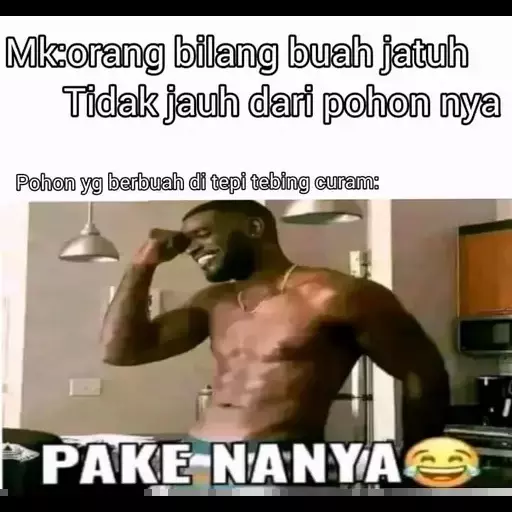 Mk:orang bilang buah jatuh
Tidak jauh dari pohon nya
Pohon yg berbuah di tepi tebing curam:
PAKE NANYA😂